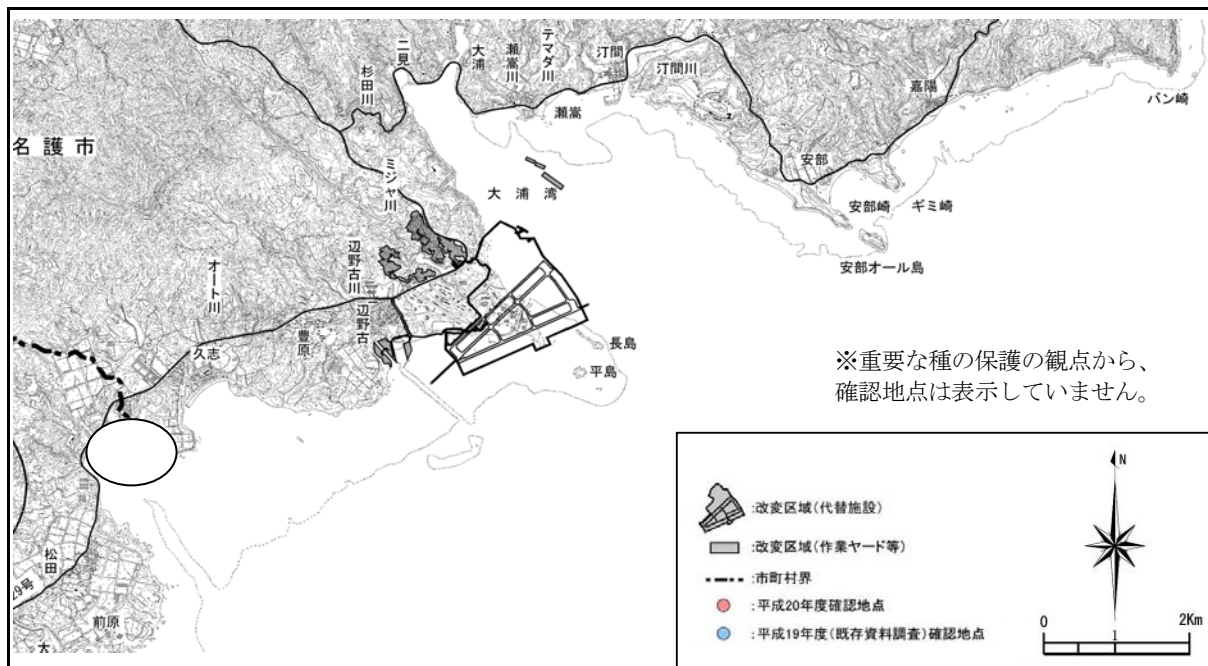 二見
大浦
瀬嵩川
テマダ川
汀間
汀間川
嘉陽
バン崎
杉田川
瀬嵩
名護市
ミジャ川
大浦湾
安部
安部崎
ギミ崎
安部オール島
辺野古川
オート川
辺野古
豊原
久志
長島
平島
※重要な種の保護の観点から、
確認地点は表示していません。
松田
29号
前原
大
:改変区域(代替施設)
:改変区域(作業ヤード等)
:市町村界
:平成20年度確認地点
:平成19年度(既存資料調査)確認地点
N
0 1 2Km